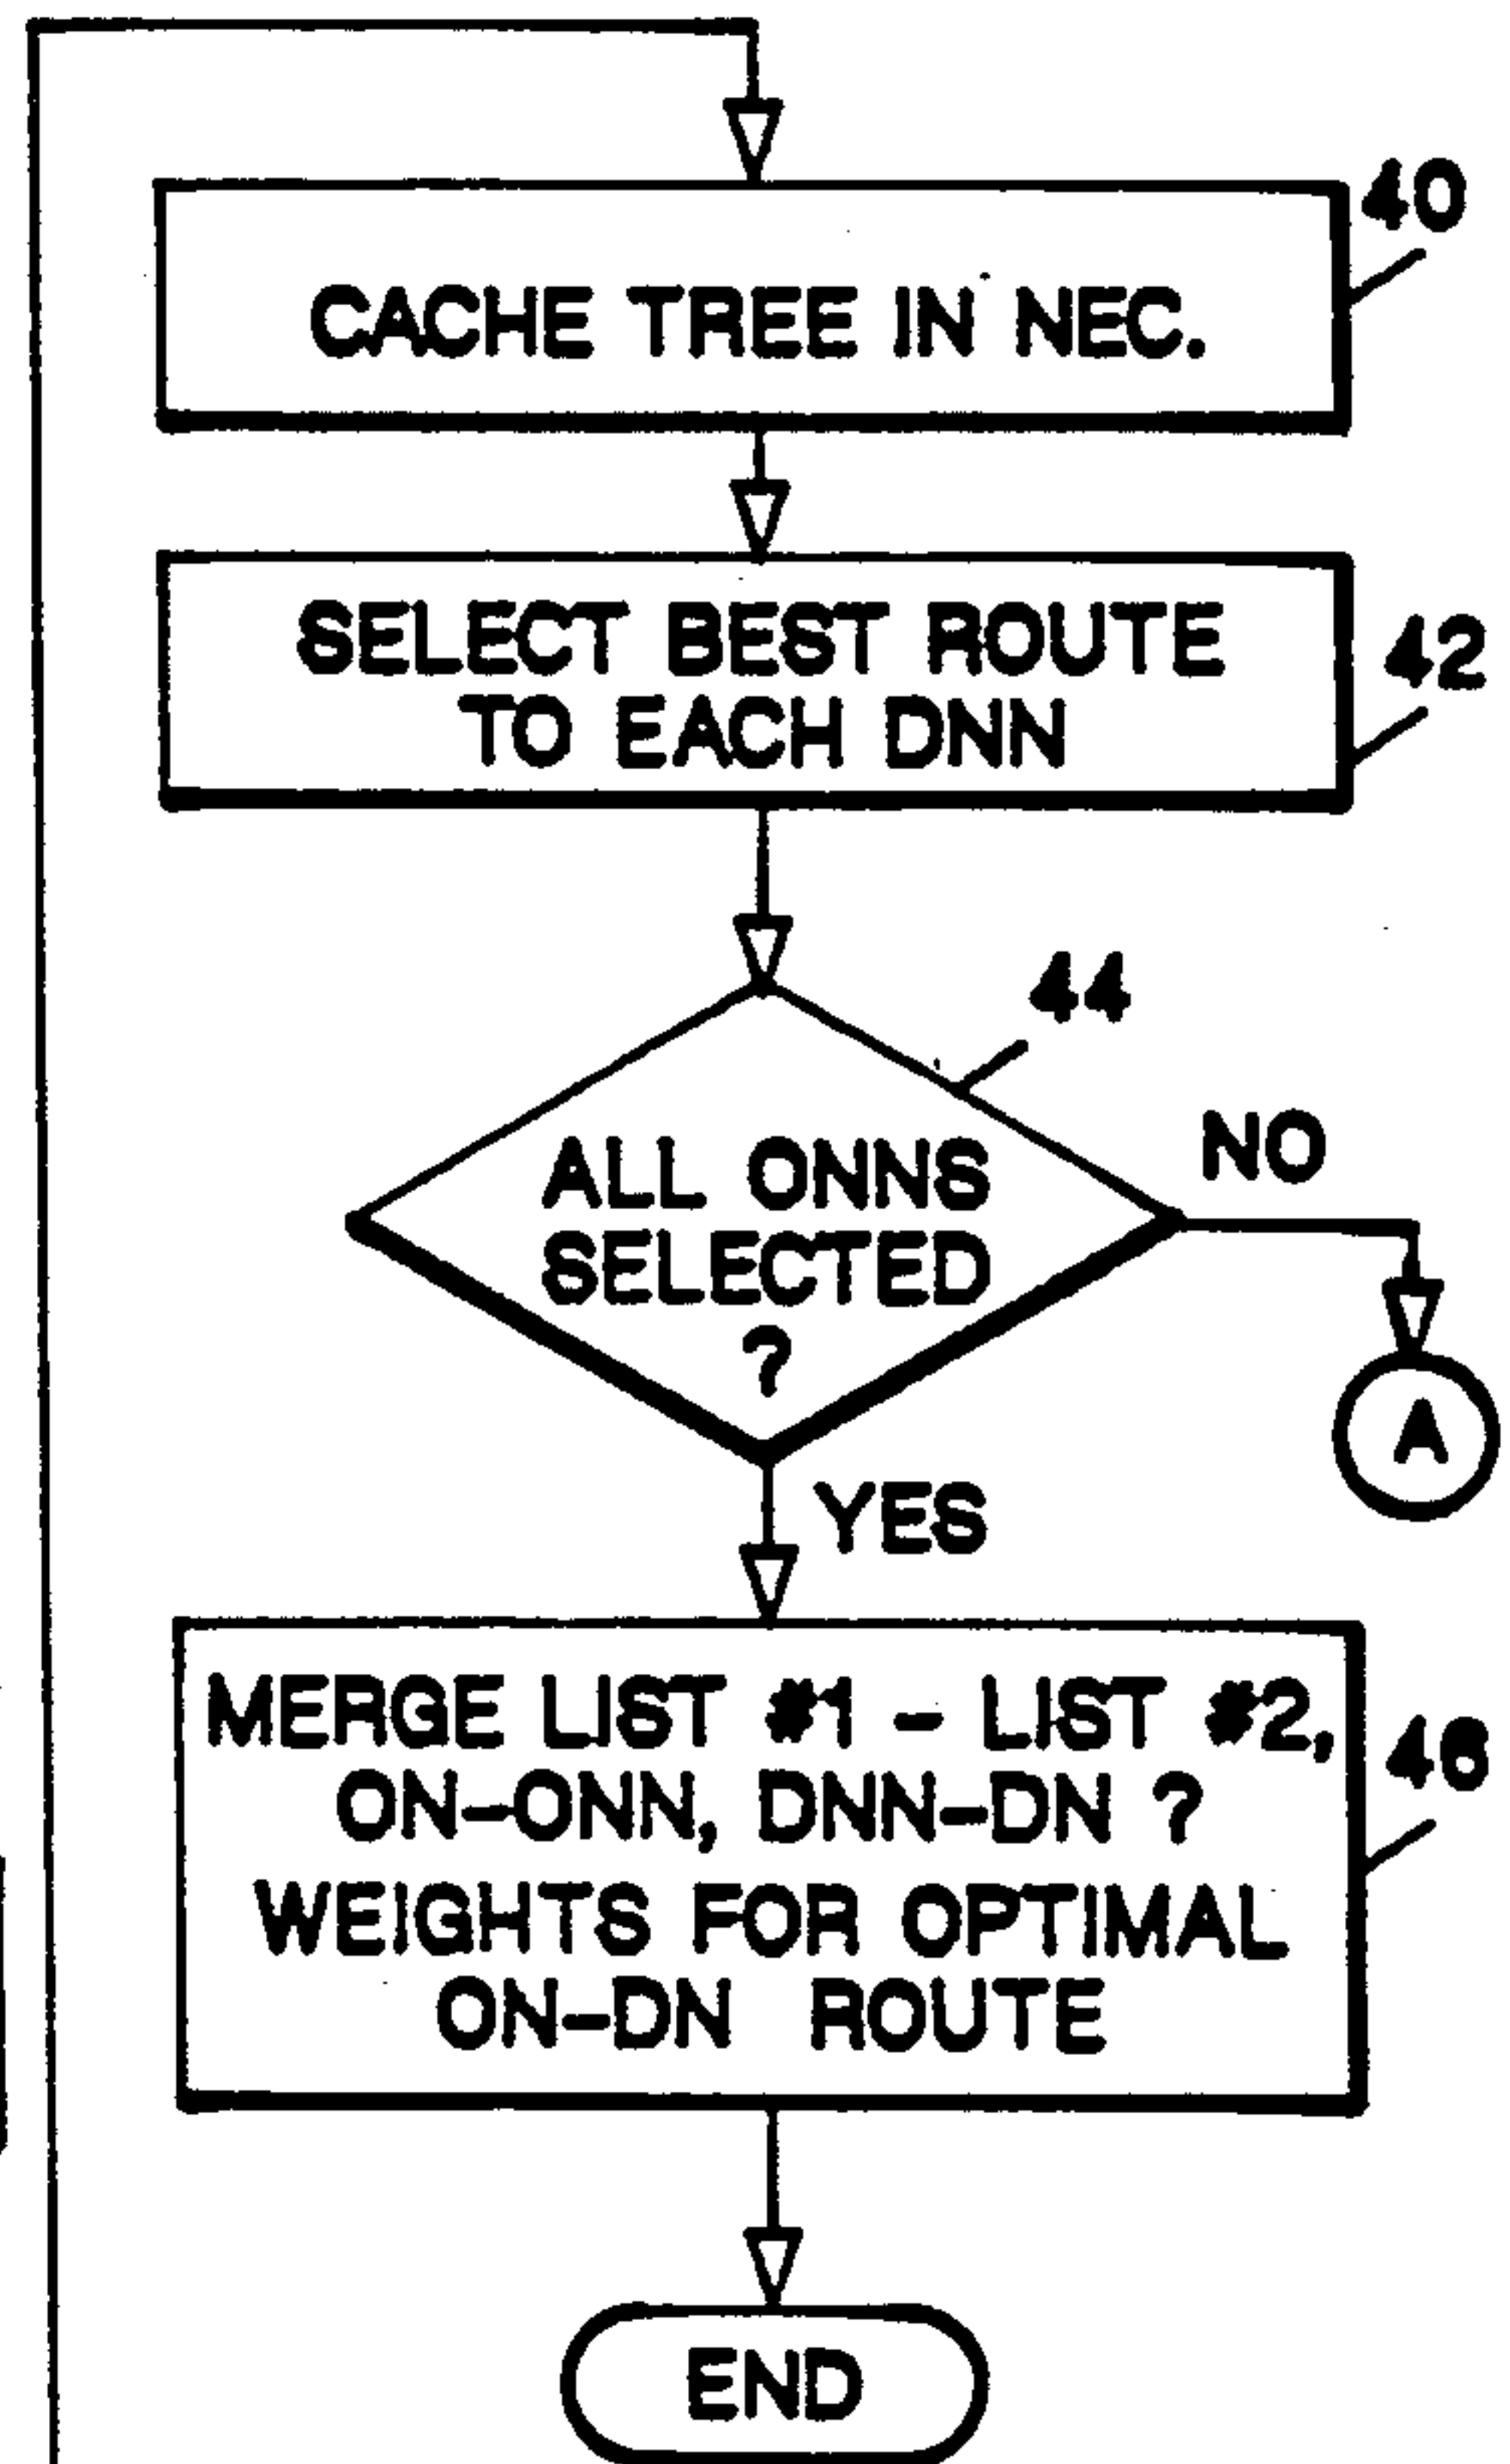 40
CACHE TREE IN NEC.
SELECT BEST ROUTE
TO EACH DNN
42
44
ALL ONNS
SELECTED
?
NO
A
YES
MERGE LIST #1 - LIST #2,
ON-ONN, DNN-DN ?
WEIGHTS FOR OPTIMAL
ON-DN ROUTE
46
END